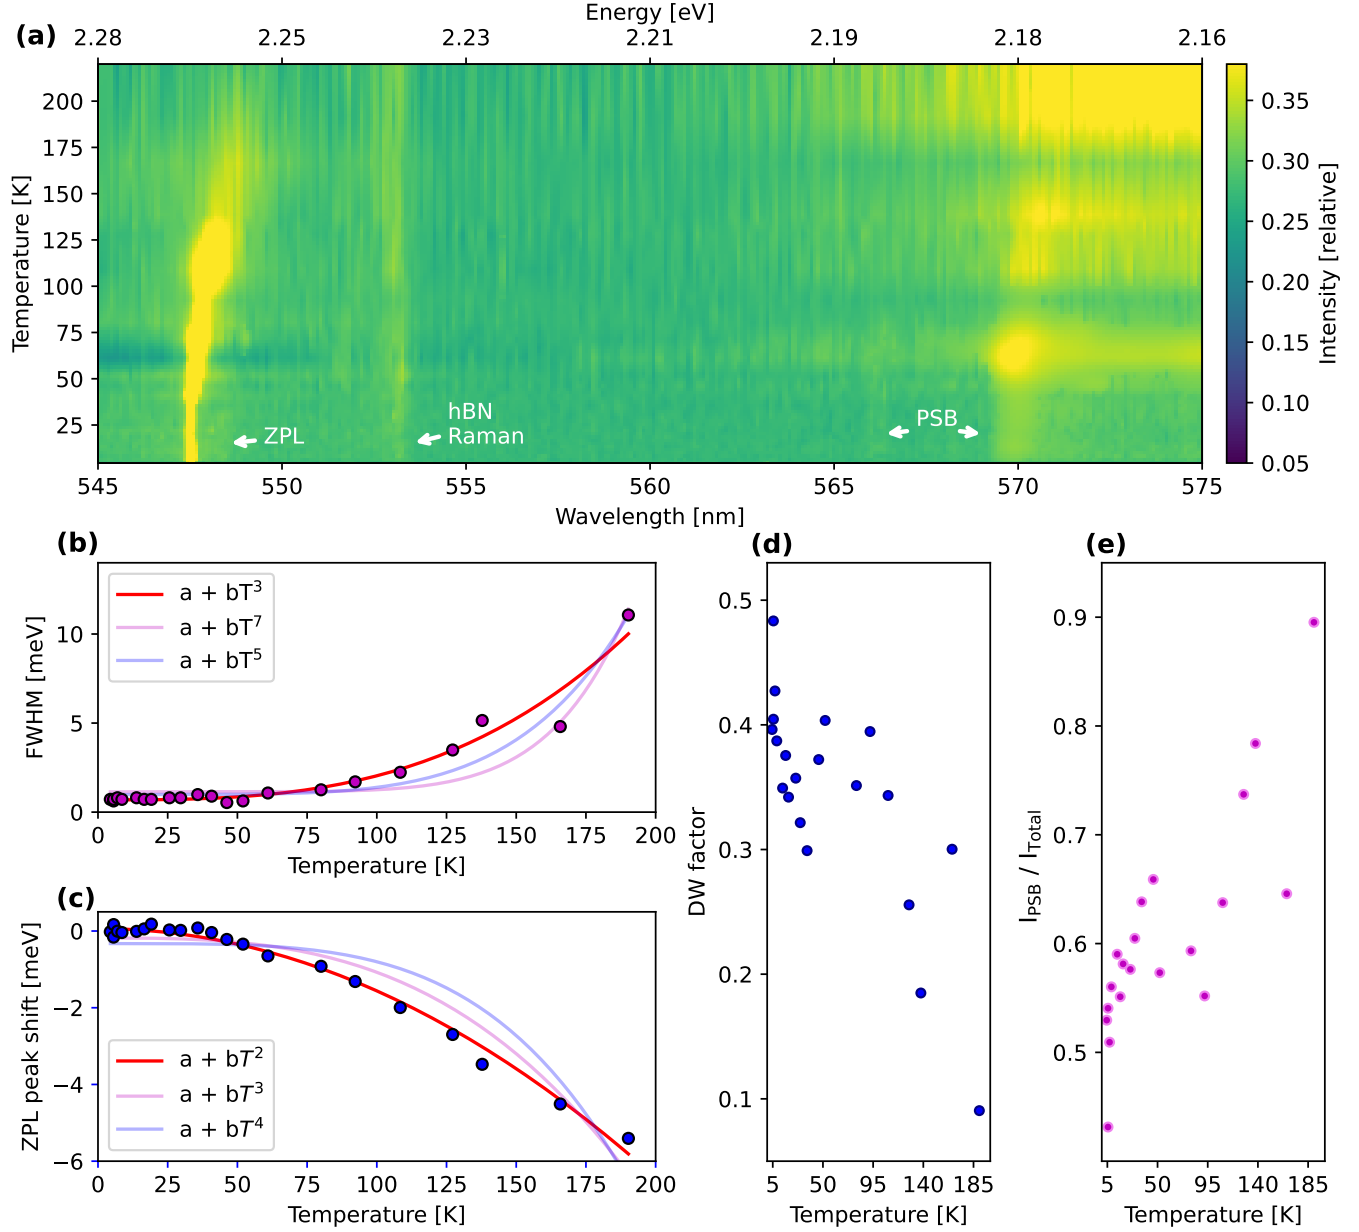 Energy [eV]
(a)
2.28 2.25 2.23 2.21 2.19 2.18 2.16
200
175
150
125
100
75
50
25
Temperature [K]
ZPL
hBN
Raman
PSB
545 550 555 560 565 570 575
Wavelength [nm]
0.35
0.30
0.25
0.20
0.15
0.10
0.05
Intensity [relative]
(b)
a + bT³
a + bT⁷
a + bT⁵
10
5
0
FWHM [meV]
0 25 50 75 100 125 150 175 200
Temperature [K]
(c)
0
−2
−4
−6
ZPL peak shift [meV]
a + bT²
a + bT³
a + bT⁴
0 25 50 75 100 125 150 175 200
Temperature [K]
(d)
0.5
0.4
0.3
0.2
0.1
DW factor
5 50 95 140 185
Temperature [K]
(e)
0.9
0.8
0.7
0.6
0.5
I_PSB / I_Total
5 50 95 140 185
Temperature [K]